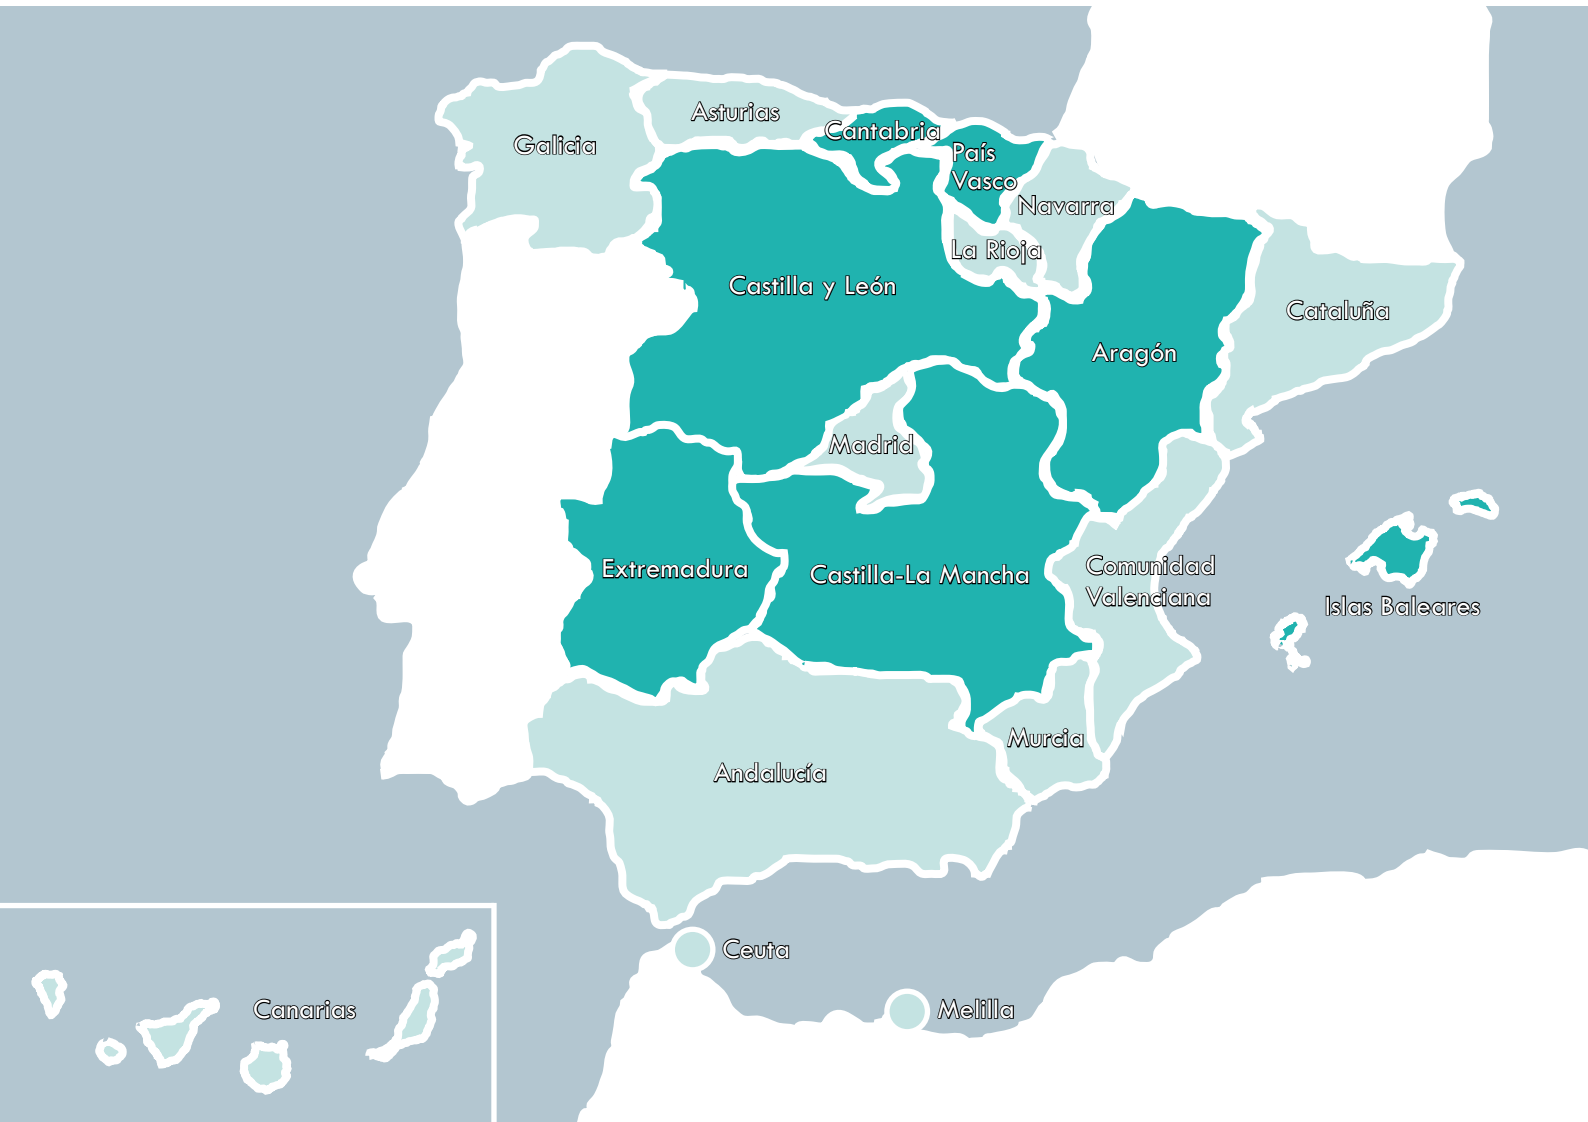 Asturias
Cantabria
Galicia
País
Vasco
Navarra
La Rioja
Castilla y León
Cataluña
Aragón
Madrid
Extremadura
Castilla-La Mancha
Comunidad
Valenciana
Islas Baleares
Murcia
Andalucía
Ceuta
Canarias
Melilla